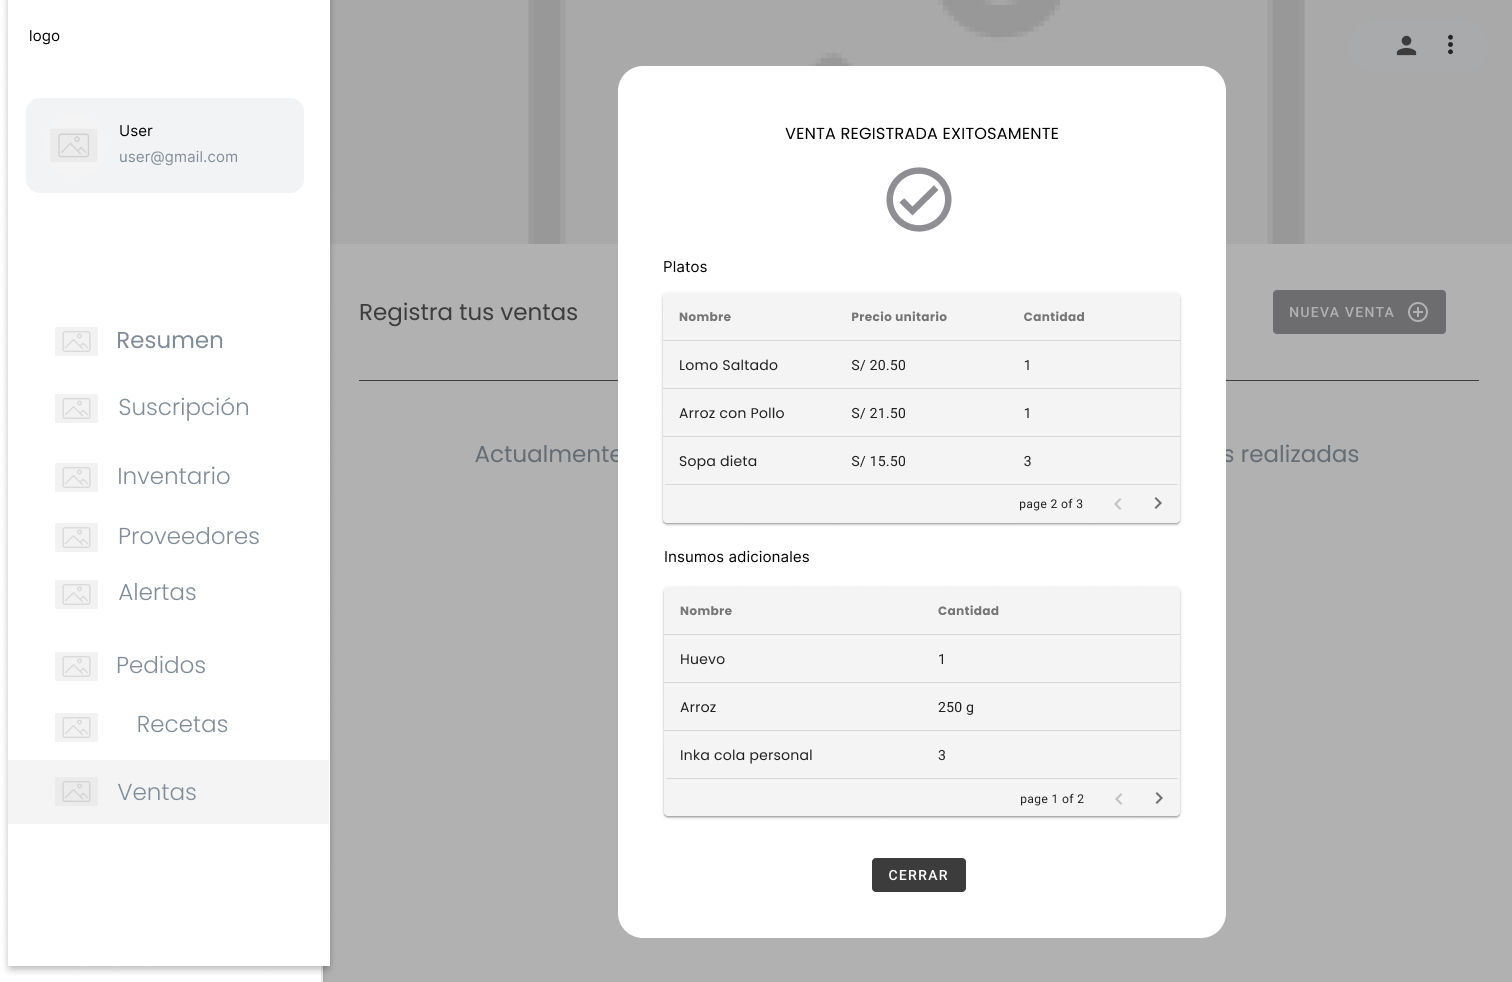 logo
User
user@gmail.com
Resumen
Suscripción
Inventario
Proveedores
Alertas
Pedidos
Recetas
Ventas
Registra tus ventas
NUEVA VENTA
Actualmente
s realizadas
VENTA REGISTRADA EXITOSAMENTE
Platos
Nombre Precio unitario Cantidad
Lomo Saltado S/ 20.50 1
Arroz con Pollo S/ 21.50 1
Sopa dieta S/ 15.50 3
page 2 of 3
Insumos adicionales
Nombre Cantidad
Huevo 1
Arroz 250 g
Inka cola personal 3
page 1 of 2
CERRAR